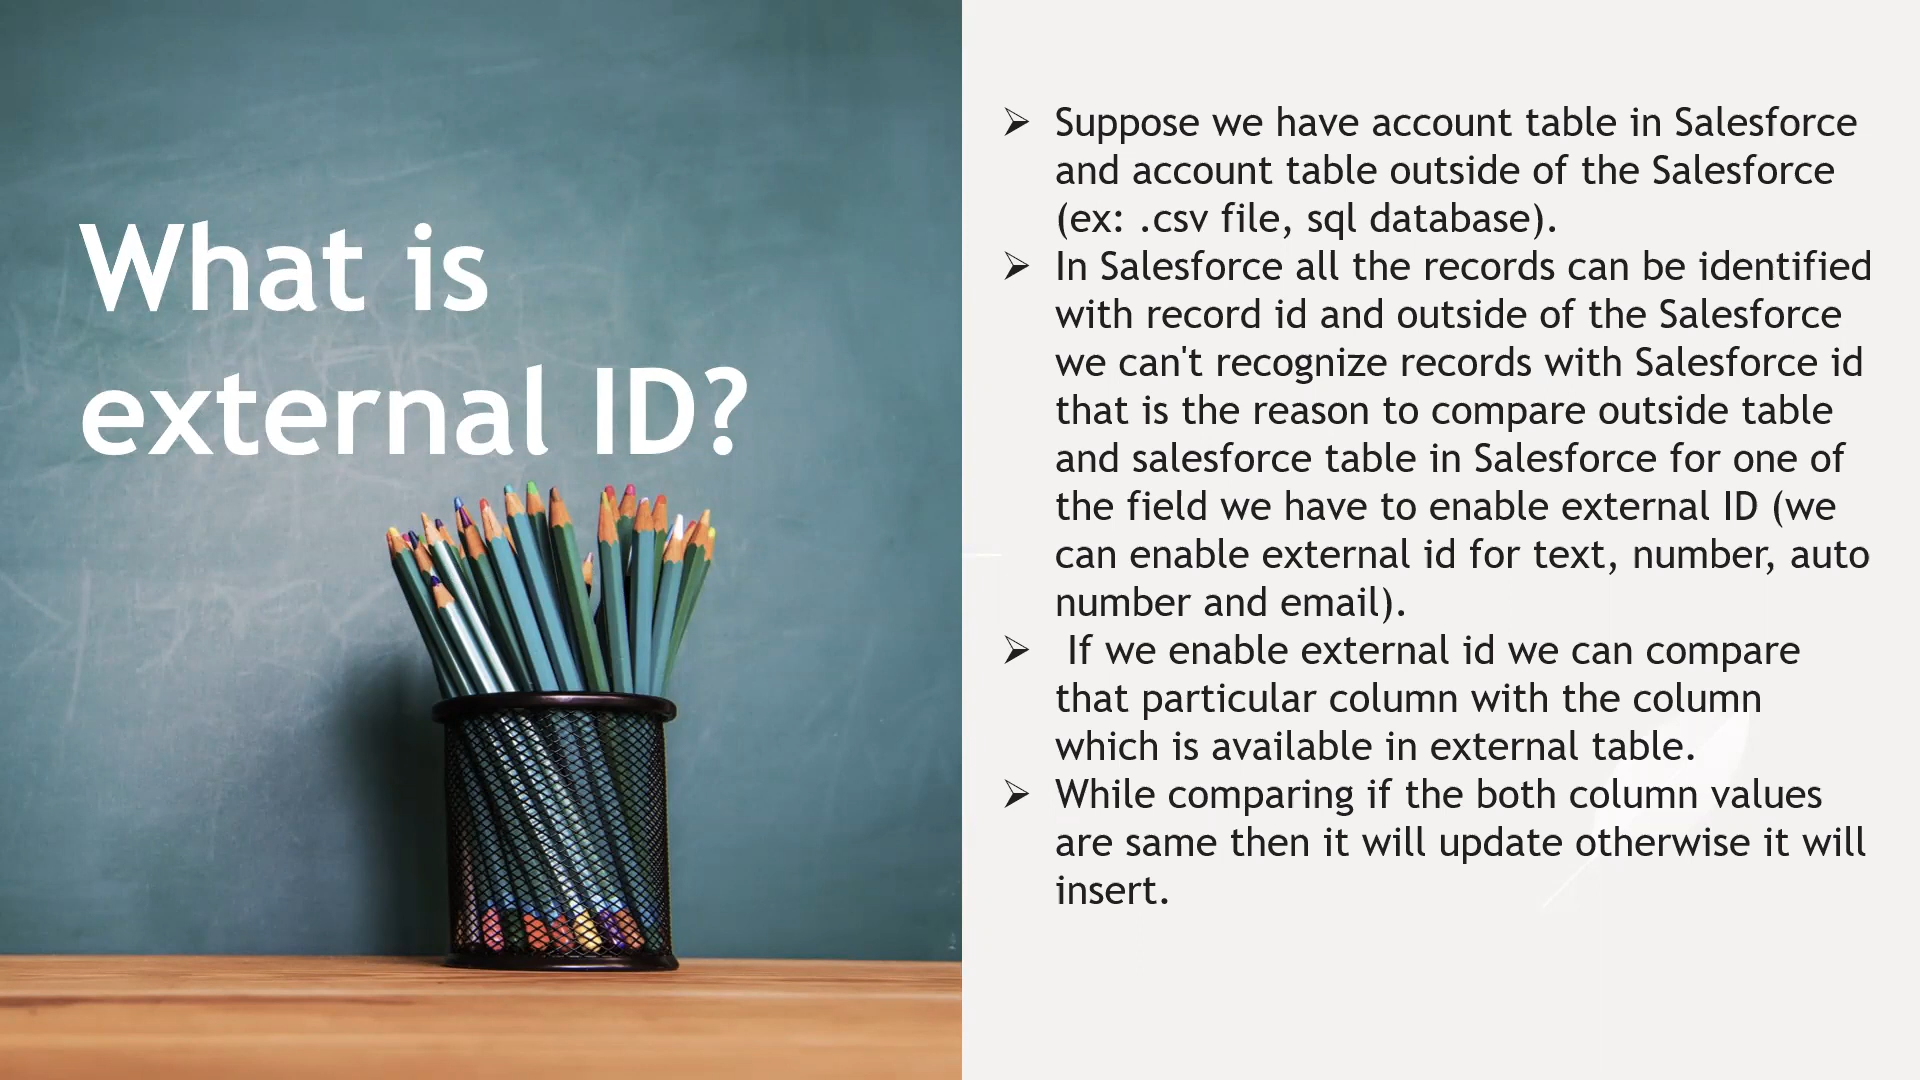 What is
external ID?
➢ Suppose we have account table in Salesforce
and account table outside of the Salesforce
(ex: .csv file, sql database).
➢ In Salesforce all the records can be identified
with record id and outside of the Salesforce
we can't recognize records with Salesforce id
that is the reason to compare outside table
and salesforce table in Salesforce for one of
the field we have to enable external ID (we
can enable external id for text, number, auto
number and email).
➢ If we enable external id we can compare
that particular column with the column
which is available in external table.
➢ While comparing if the both column values
are same then it will update otherwise it will
insert.